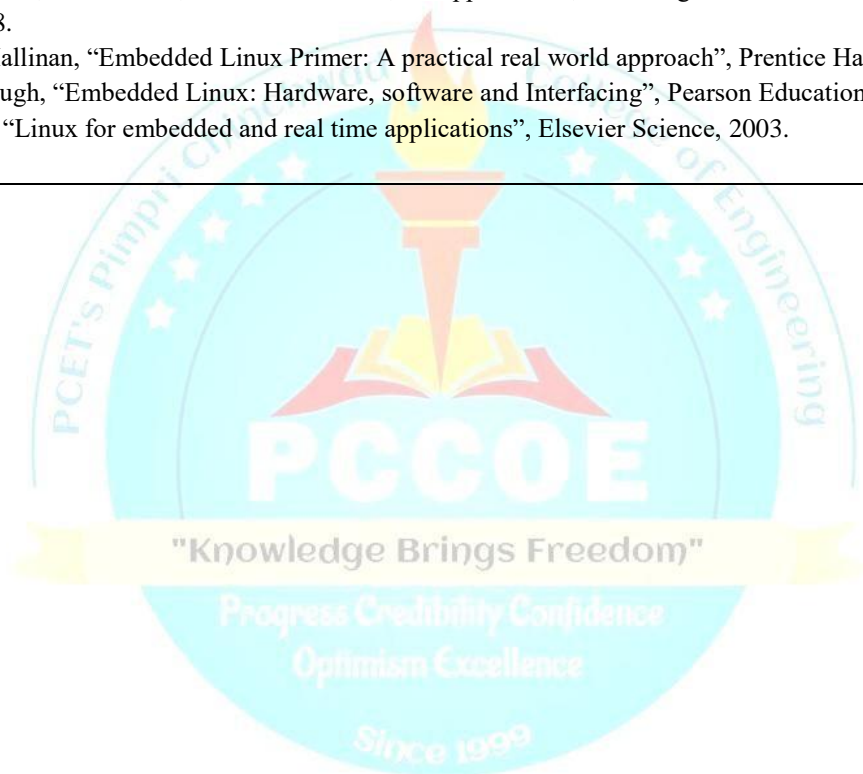 8.
allinan, “Embedded Linux Primer: A practical real world approach”, Prentice Ha
ugh, “Embedded Linux: Hardware, software and Interfacing”, Pearson Education
“Linux for embedded and real time applications”, Elsevier Science, 2003.
PCET's Pimpri Chinchwad College of Engineering
PCCOE
"Knowledge Brings Freedom"
Progress Credibility Confidence
Optimism Excellence
Since 1999